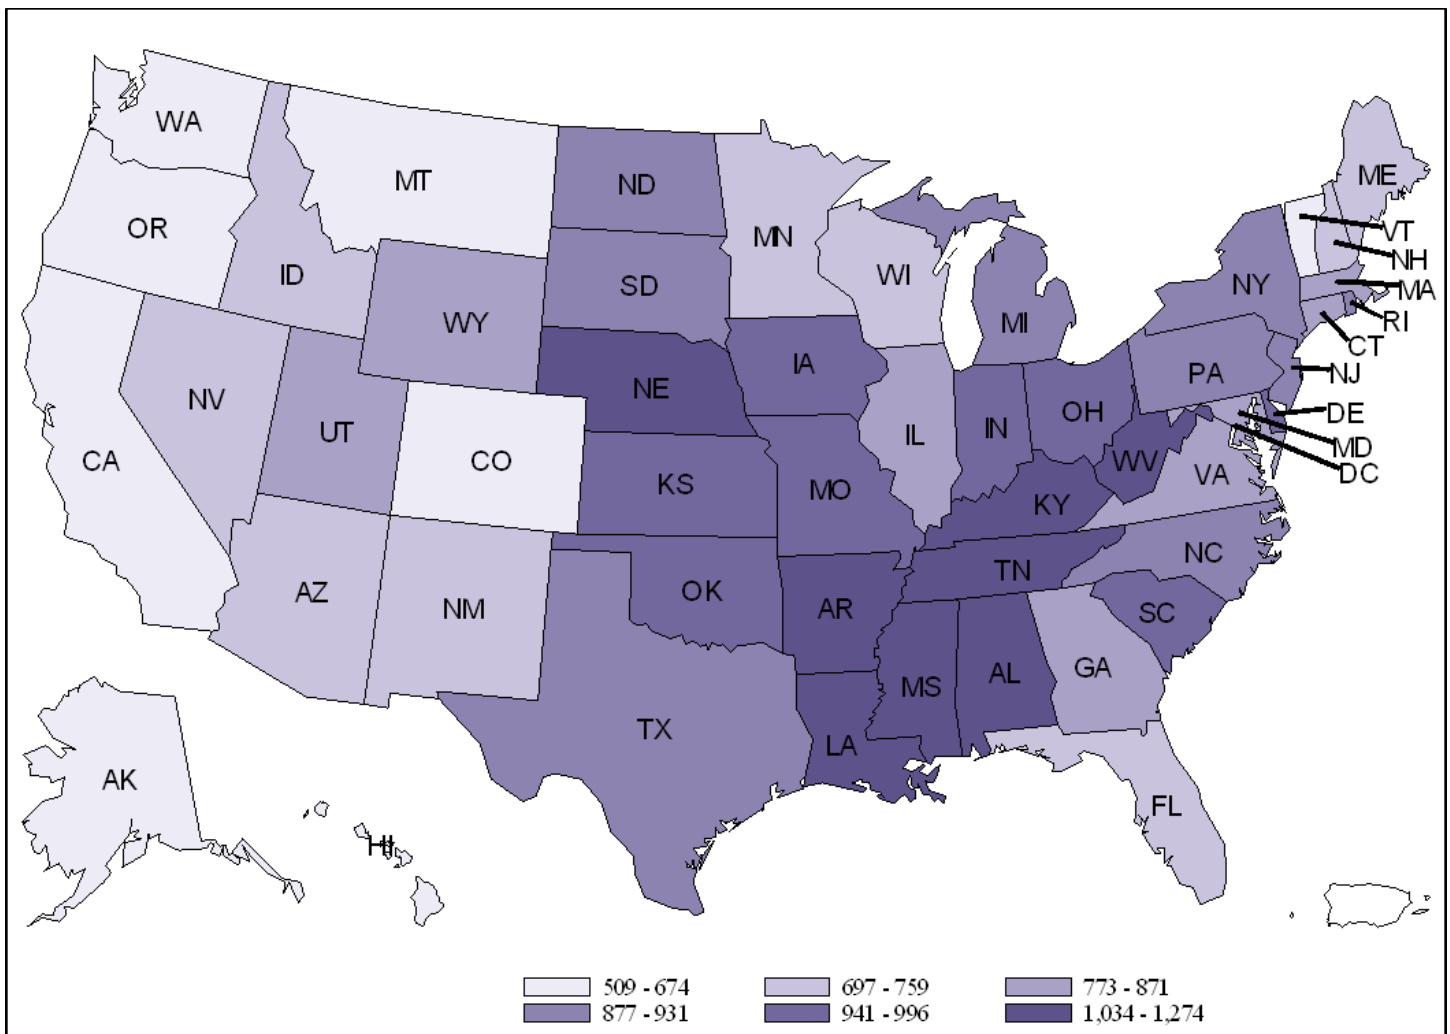 WA
MT
ND
MN
ME
OR
ID
SD
WI
MI
NY
VT
NH
MA
RI
CT
WY
NE
IA
PA
NJ
NV
UT
CO
IL
IN
OH
DE
MD
DC
CA
KS
MO
WV
VA
KY
AZ
NM
OK
AR
TN
NC
SC
TX
LA
MS
AL
GA
FL
AK
HI
509 - 674
697 - 759
773 - 871
877 - 931
941 - 996
1,034 - 1,274